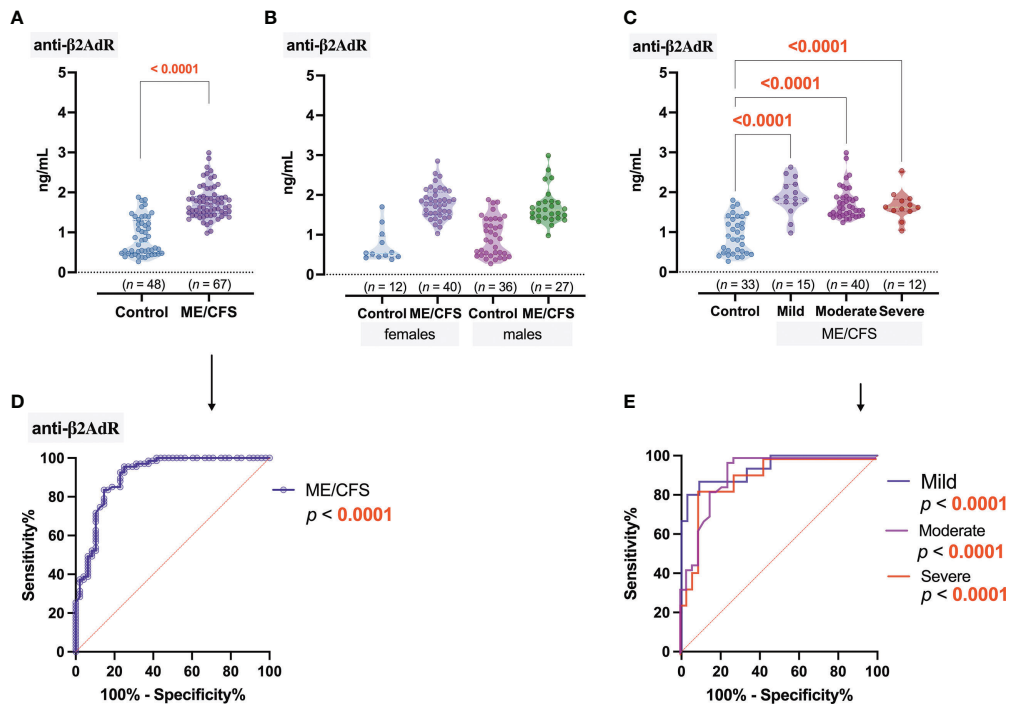 A
anti-β2AdR
< 0.0001
5
4
3
2
1
0
ng/mL
(n = 48) (n = 67)
Control ME/CFS
B
anti-β2AdR
5
4
3
2
1
0
ng/mL
(n = 12) (n = 40) (n = 36) (n = 27)
Control ME/CFS Control ME/CFS
females males
C
anti-β2AdR
<0.0001
<0.0001
<0.0001
5
4
3
2
1
0
ng/mL
(n = 33) (n = 15) (n = 40) (n = 12)
Control Mild Moderate Severe
ME/CFS
D
anti-β2AdR
100
80
60
40
20
0
Sensitivity%
0 20 40 60 80 100
100% - Specificity%
ME/CFS
p < 0.0001
E
100
80
60
40
20
0
Sensitivity%
0 20 40 60 80 100
100% - Specificity%
Mild
p < 0.0001
Moderate
p < 0.0001
Severe
p < 0.0001